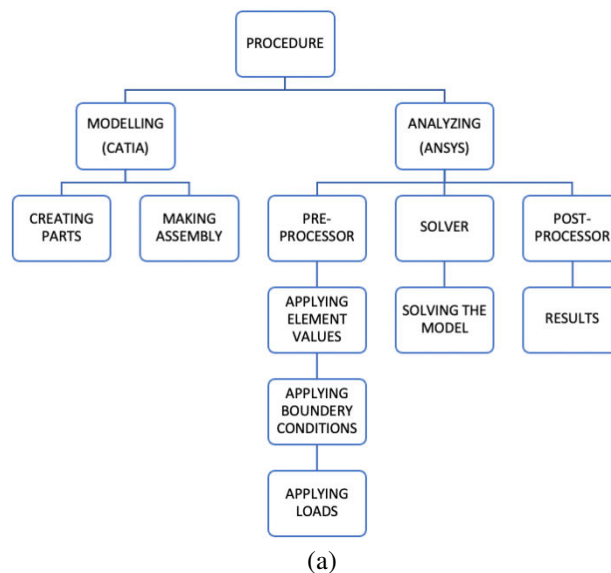 PROCEDURE
MODELLING
(CATIA)
ANALYZING
(ANSYS)
CREATING
PARTS
MAKING
ASSEMBLY
PRE-
PROCESSOR
SOLVER
POST-
PROCESSOR
APPLYING
ELEMENT
VALUES
SOLVING THE
MODEL
RESULTS
APPLYING
BOUNDERY
CONDITIONS
APPLYING
LOADS
(a)